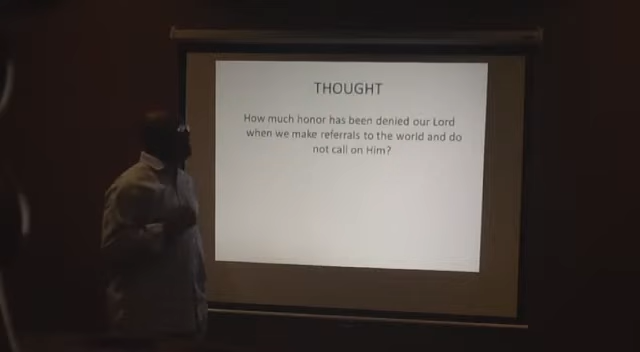 THOUGHT
How much honor has been denied our Lord
when we make referrals to the world and do
not call on Him?